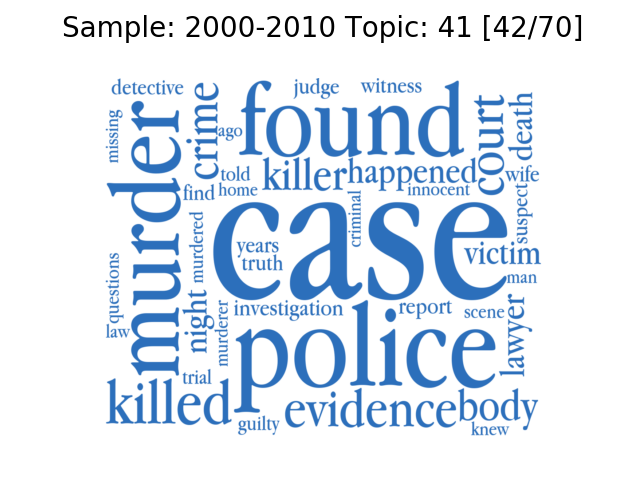 Sample: 2000-2010 Topic: 41 [42/70]
detective
judge
witness
missing
murder
crime
ago
found
court
death
told
killer
happened
wife
find
home
innocent
case
criminal
suspect
murdered
years
truth
victim
man
questions
law
night
investigation
report
scene
lawyer
murderer
police
trial
killed
evidence
body
guilty
knew